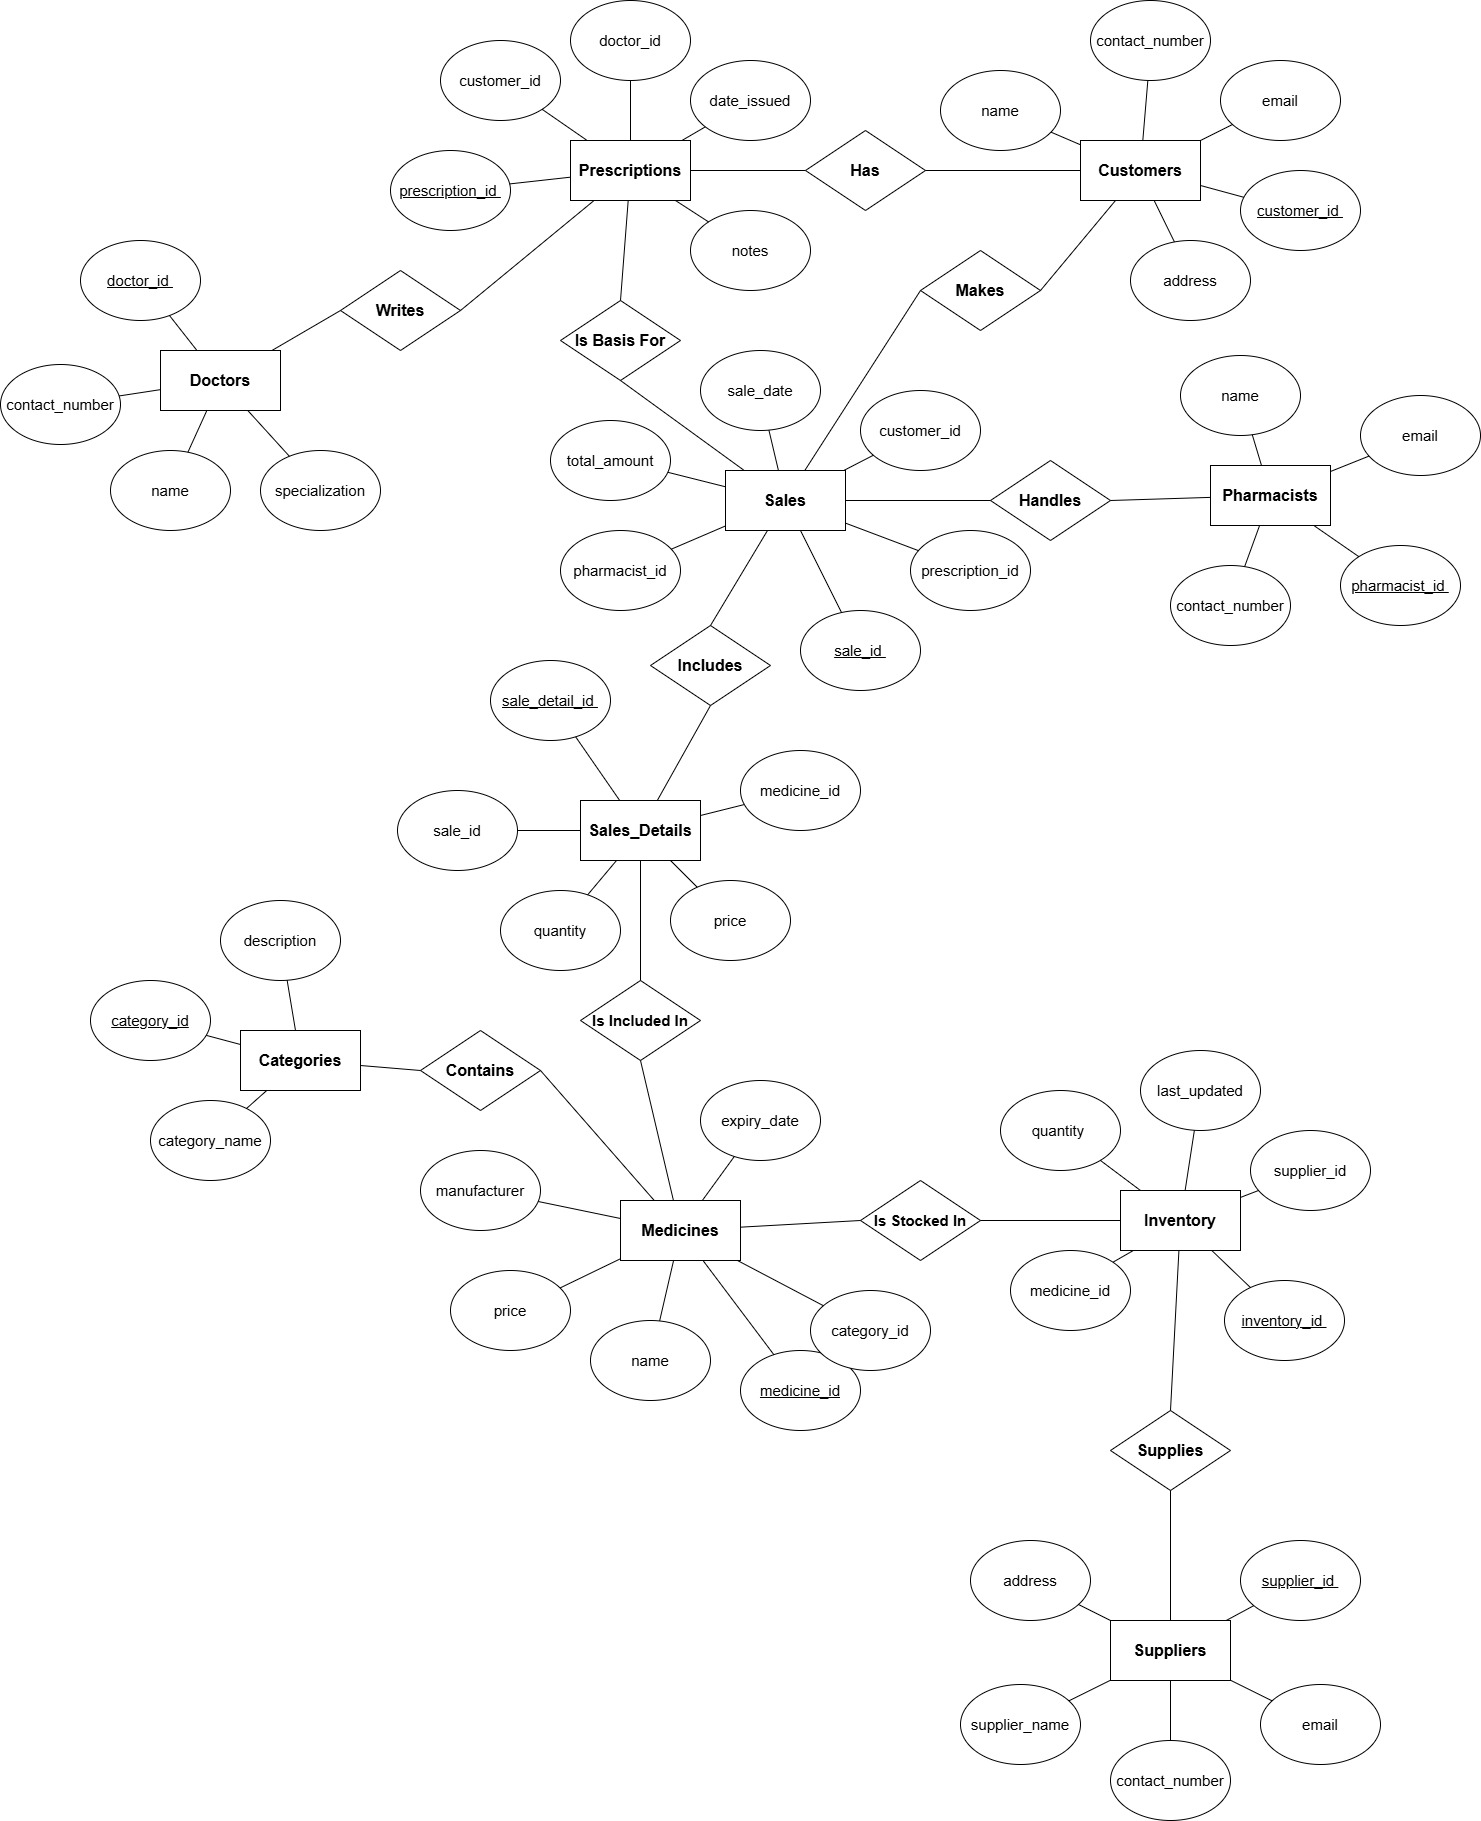 doctor_id
contact_number
customer_id
date_issued
email
name
Prescriptions
Has
Customers
prescription_id
customer_id
notes
address
doctor_id
Makes
Writes
Is Basis For
Doctors
sale_date
name
contact_number
customer_id
email
total_amount
name
specialization
Sales
Handles
Pharmacists
pharmacist_id
prescription_id
pharmacist_id
contact_number
sale_id
Includes
sale_detail_id
medicine_id
sale_id
Sales_Details
quantity
price
description
category_id
Is Included In
Categories
Contains
last_updated
expiry_date
quantity
category_name
supplier_id
manufacturer
Medicines
Is Stocked In
Inventory
medicine_id
price
inventory_id
category_id
name
medicine_id
Supplies
address
supplier_id
Suppliers
supplier_name
email
contact_number